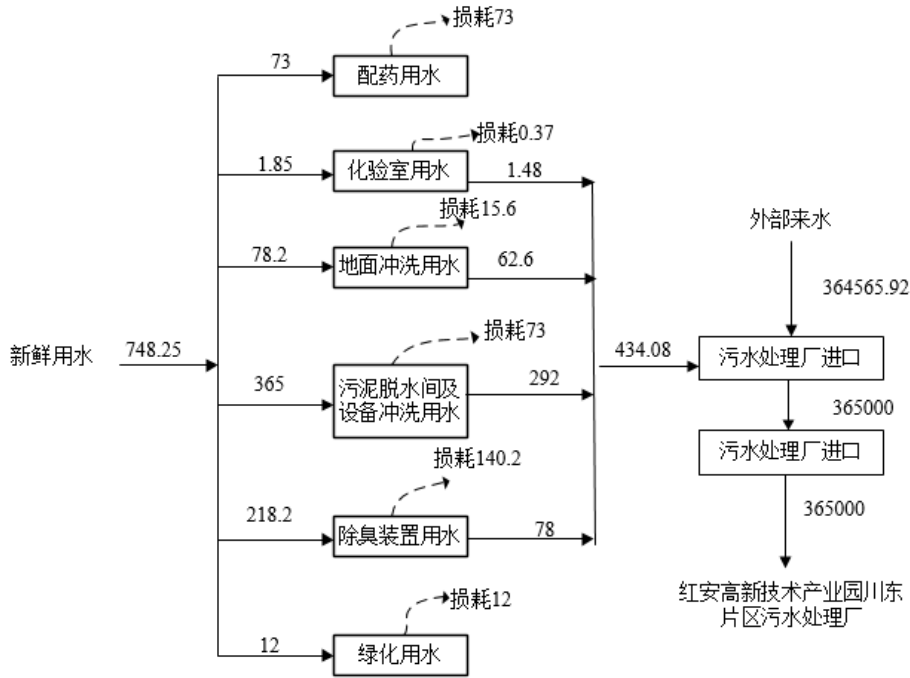 损耗73
73
配药用水
损耗0.37
1.85
化验室用水
1.48
损耗15.6
外部来水
78.2
地面冲洗用水
62.6
364565.92
损耗73
新鲜用水
748.25
434.08
污水处理厂进口
365
污泥脱水间及
设备冲洗用水
292
365000
损耗140.2
污水处理厂进口
218.2
除臭装置用水
78
365000
损耗12
红安高新技术产业园川东
片区污水处理厂
12
绿化用水